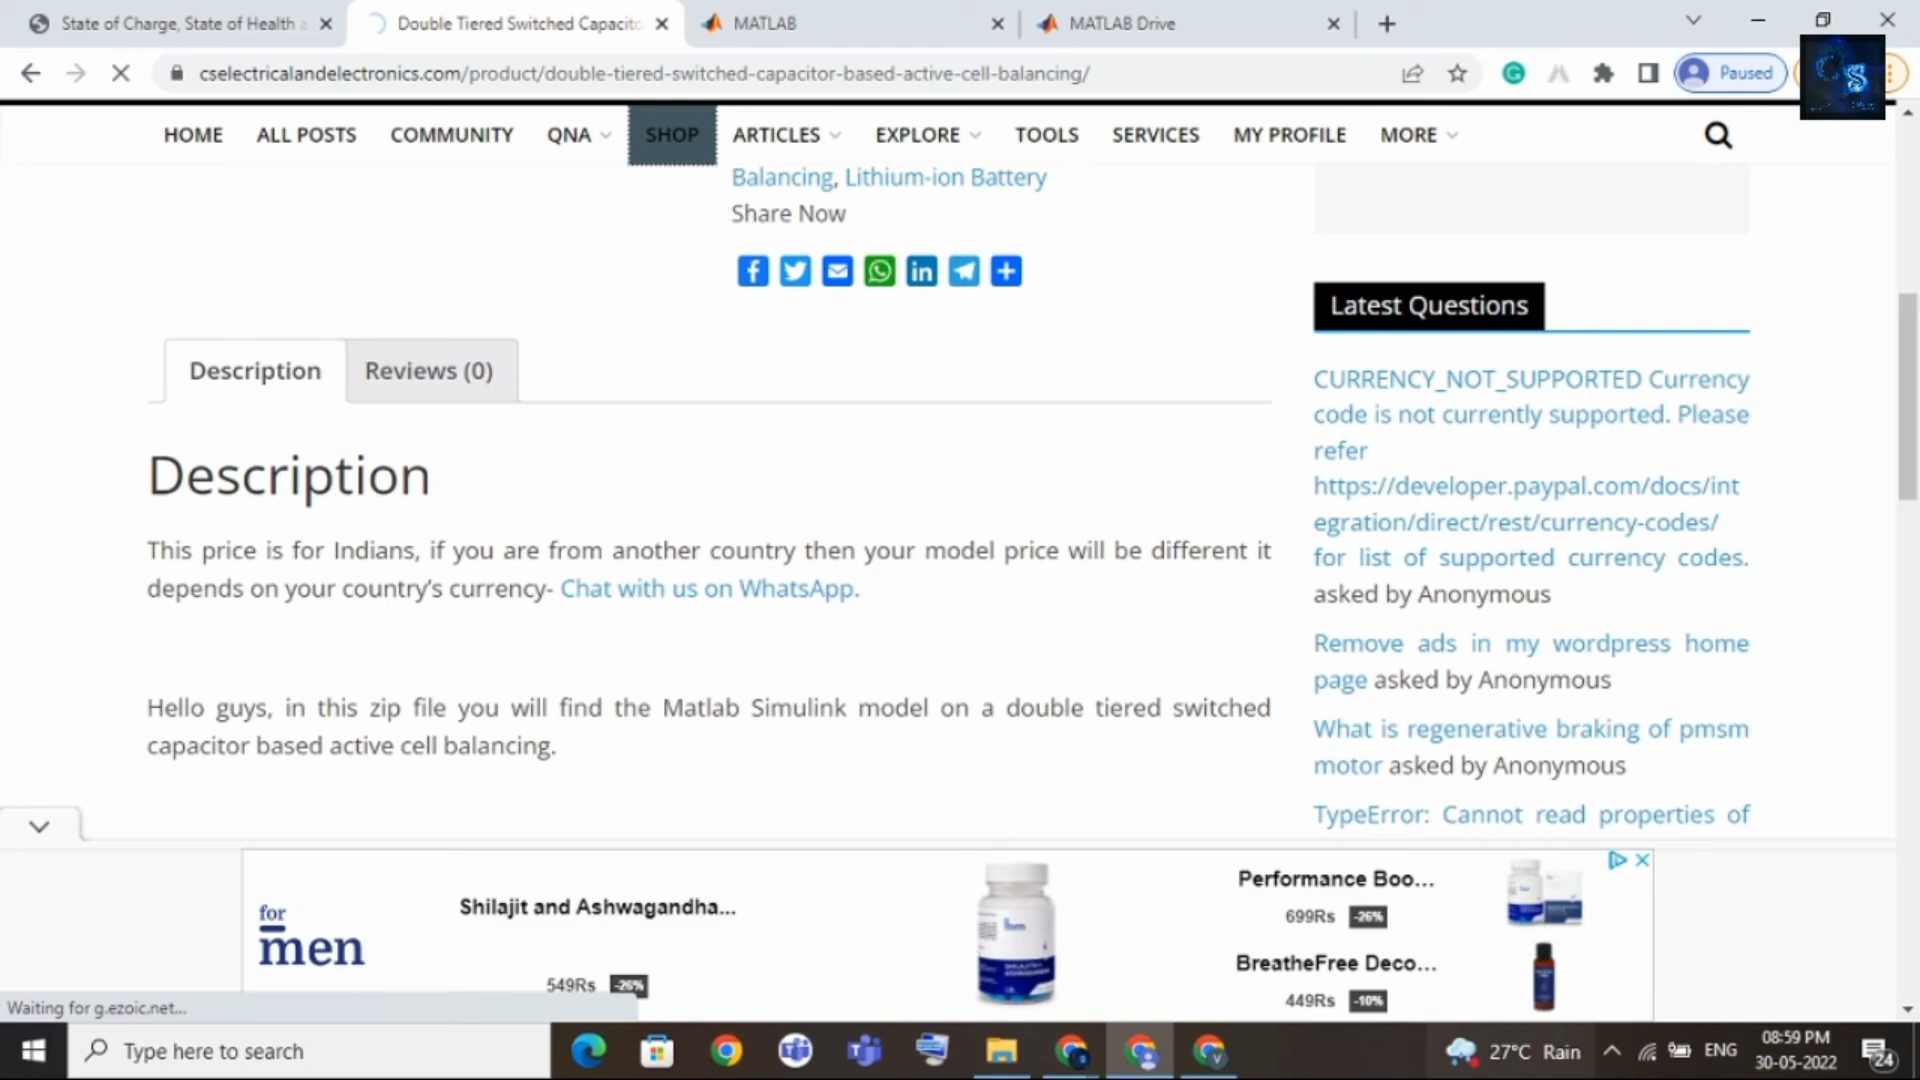 State of Charge, State of Health a
Double Tiered Switched Capacito
MATLAB
MATLAB Drive
cselectricalandelectronics.com/product/double-tiered-switched-capacitor-based-active-cell-balancing/
Paused
HOME
ALL POSTS
COMMUNITY
QNA
SHOP
ARTICLES
EXPLORE
TOOLS
SERVICES
MY PROFILE
MORE
Balancing, Lithium-ion Battery
Share Now
Description
Reviews (0)
Description
This price is for Indians, if you are from another country then your model price will be different it
depends on your country’s currency- Chat with us on WhatsApp.
Hello guys, in this zip file you will find the Matlab Simulink model on a double tiered switched
capacitor based active cell balancing.
Latest Questions
CURRENCY_NOT_SUPPORTED Currency
code is not currently supported. Please
refer
https://developer.paypal.com/docs/int
egration/direct/rest/currency-codes/
for list of supported currency codes.
asked by Anonymous
Remove ads in my wordpress home
page asked by Anonymous
What is regenerative braking of pmsm
motor asked by Anonymous
TypeError: Cannot read properties of
for
men
Shilajit and Ashwagandha...
549Rs -26%
Performance Boo...
699Rs -26%
BreatheFree Deco...
449Rs -10%
Waiting for g.ezoic.net...
Type here to search
27°C Rain
ENG
08:59 PM
30-05-2022
24